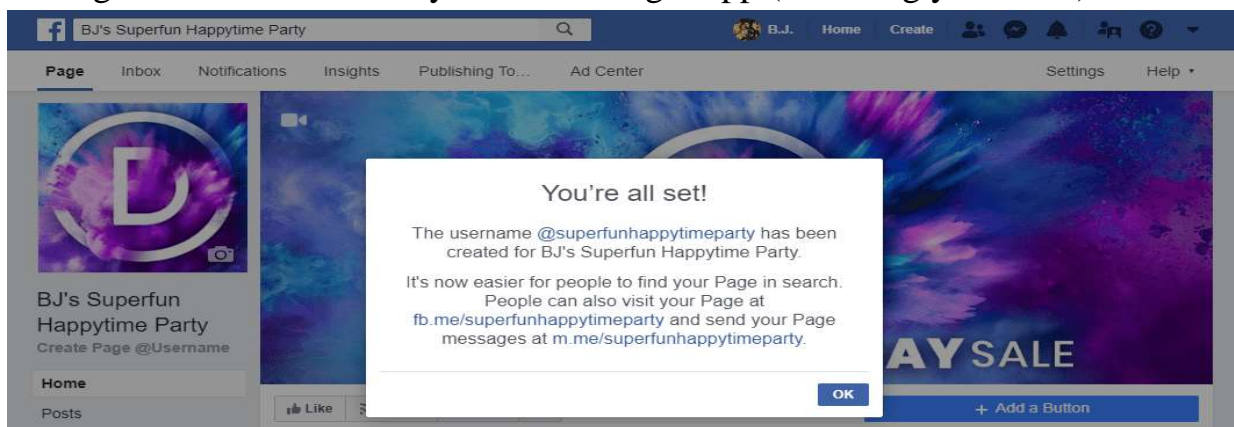 BJ's Superfun Happytime Party
B.J. Home Create
Page Inbox Notifications Insights Publishing To... Ad Center Settings Help
D
You're all set!
The username @superfunhappytimeparty has been
created for BJ's Superfun Happytime Party.
It's now easier for people to find your Page in search.
People can also visit your Page at
fb.me/superfunhappytimeparty and send your Page
messages at m.me/superfunhappytimeparty.
OK
BJ's Superfun
Happytime Party
Create Page @Username
Home
Posts
AY SALE
Like
+ Add a Button